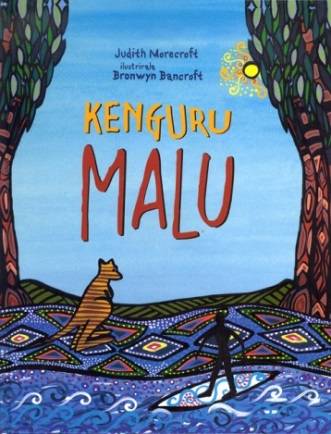 Judith Morecroft
ilustrirala
Bronwyn Bancroft
KENGURU
MALU